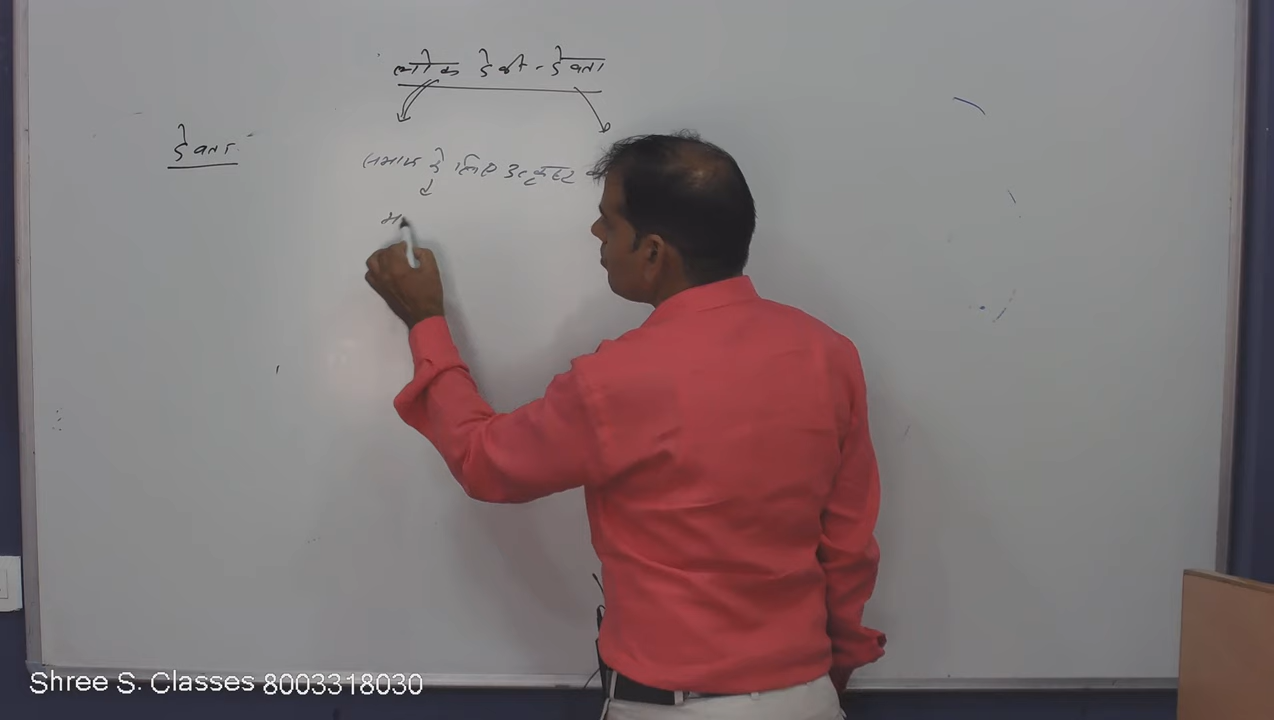 लोक देवी - देवता
देवता
समाज के लिए उत्कृष्ट
Shree S. Classes 8003318030